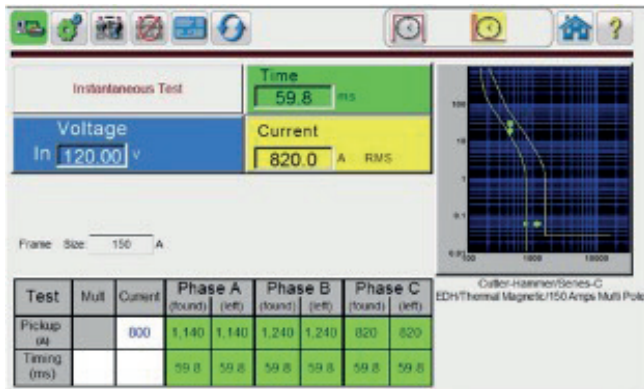 Instantaneous Test
Time
59.8 ms
Voltage
In 120.00 V
Current
820.0 A RMS
?
Frame Size: 150 A
100
10
1
0.1
0.01
100 1000 10000
Cutler-Hammer/Series-C
EDH/Thermal Magnetic/150 Amps Multi Pole
Test Mult Current Phase A Phase B Phase C
(found) (left) (found) (left) (found) (left)
Pickup (A) 800 1,140 1,140 1,240 1,240 820 820
Timing (ms) 59.8 59.8 59.8 59.8 59.8 59.8